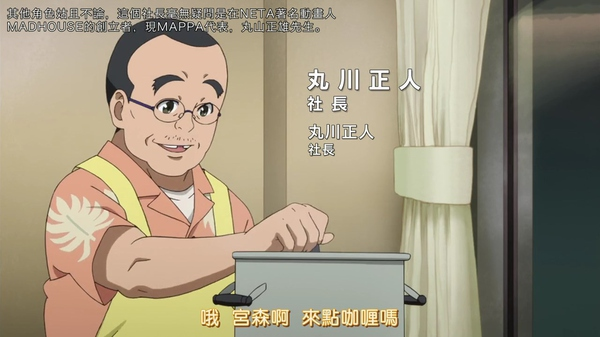 其他角色姑且不論，這個社長毫無疑問是在NETA著名動畫人
MADHOUSE的創立者，現MAPPA代表，丸山正雄先生。
丸川正人
社長
丸川正人
社長
哦 宮森啊 來點咖喱嗎